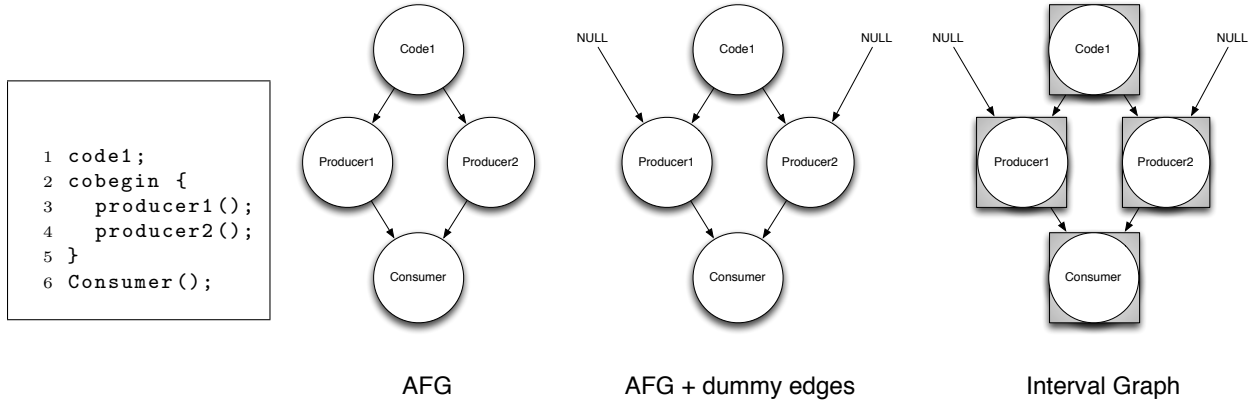 1 code1;
2 cobegin {
3   producer1();
4   producer2();
5 }
6 Consumer();
Code1
Producer1 Producer2
Consumer
AFG
NULL NULL
Code1
Producer1 Producer2
Consumer
AFG + dummy edges
NULL NULL
Code1
Producer1 Producer2
Consumer
Interval Graph